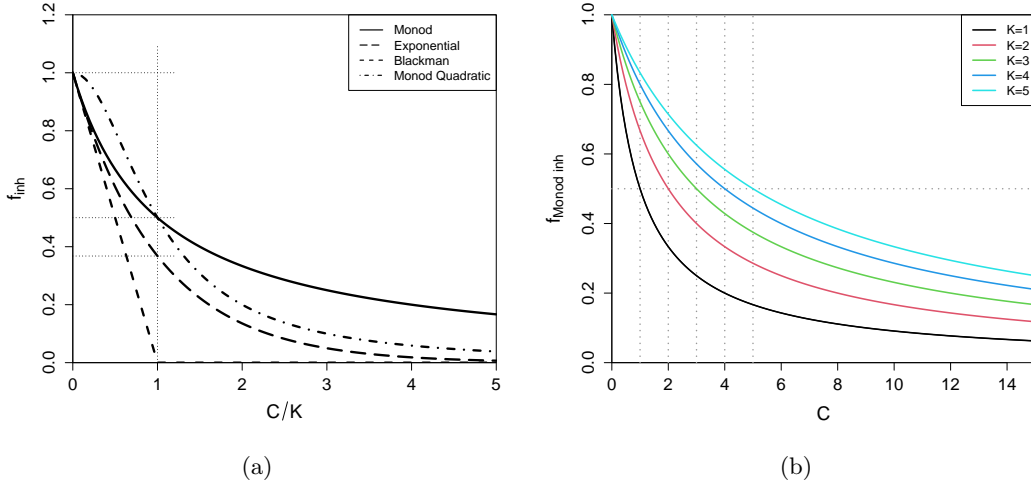 1.2
1.0
0.8
0.6
0.4
0.2
0.0
f_inh
0 1 2 3 4 5
C/K
Monod
Exponential
Blackman
Monod Quadratic
(a)
1.0
0.8
0.6
0.4
0.2
0.0
f_Monod inh
0 2 4 6 8 10 12 14
C
K=1
K=2
K=3
K=4
K=5
(b)